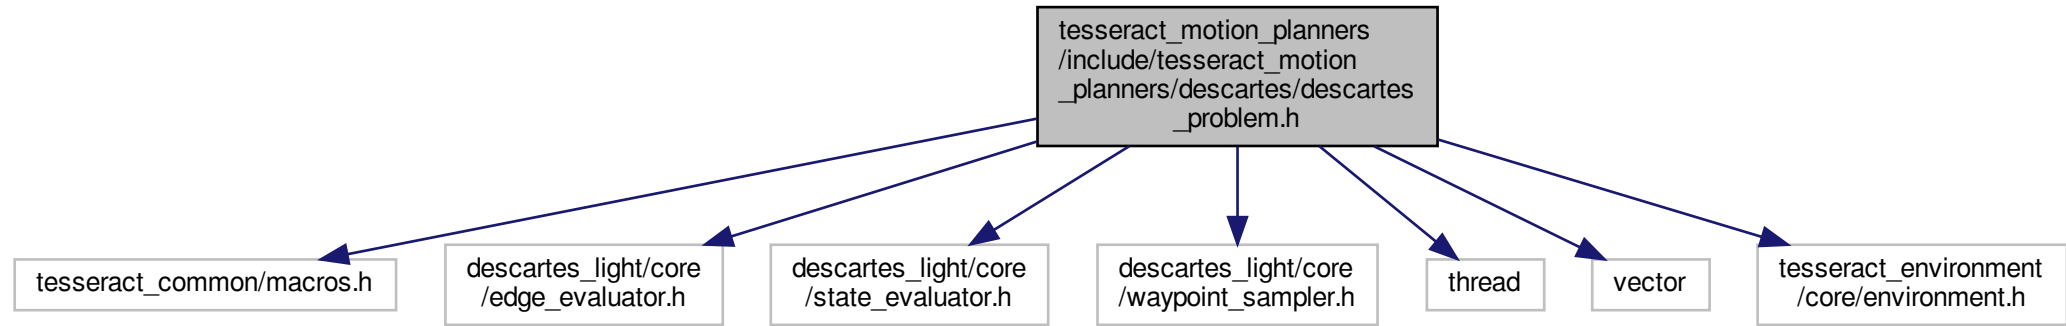 tesseract_motion_planners
/include/tesseract_motion
_planners/descartes/descartes
_problem.h
tesseract_common/macros.h
descartes_light/core
/edge_evaluator.h
descartes_light/core
/state_evaluator.h
descartes_light/core
/waypoint_sampler.h
thread
vector
tesseract_environment
/core/environment.h